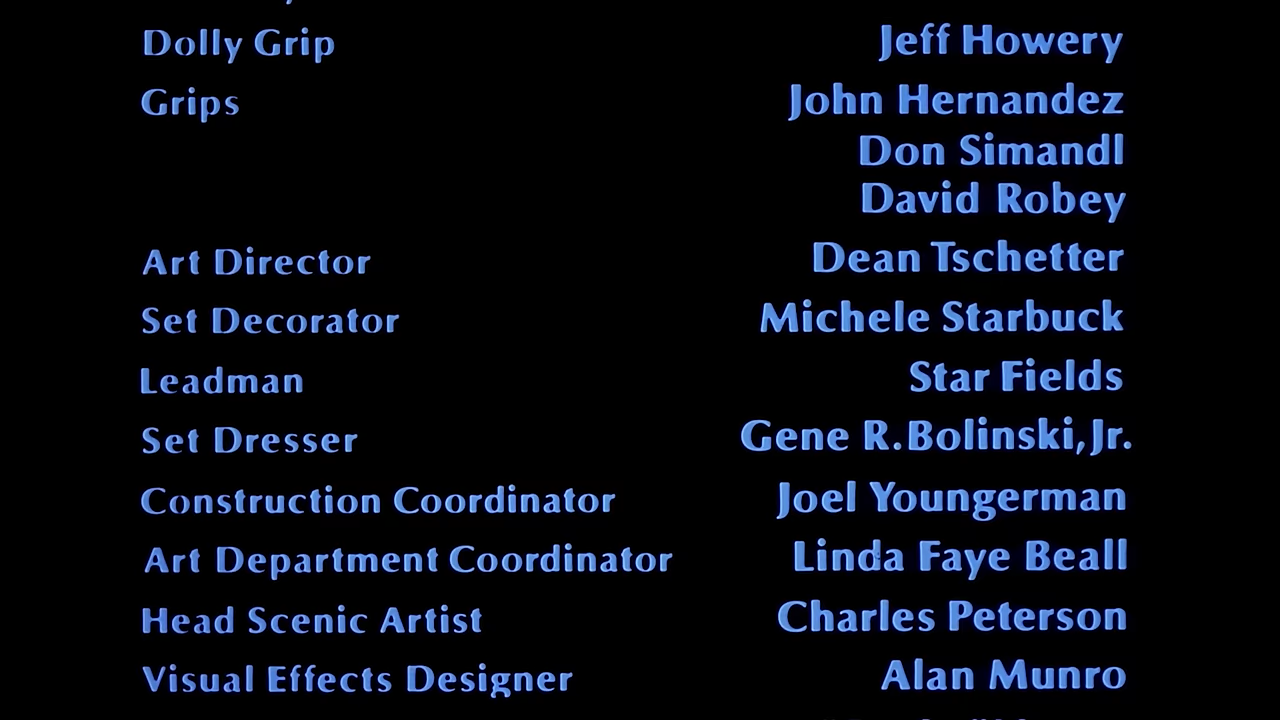 Dolly Grip Jeff Howery
Grips John Hernandez
Don Simandl
David Robey
Art Director Dean Tschetter
Set Decorator Michele Starbuck
Leadman Star Fields
Set Dresser Gene R. Bolinski, Jr.
Construction Coordinator Joel Youngerman
Art Department Coordinator Linda Faye Beall
Head Scenic Artist Charles Peterson
Visual Effects Designer Alan Munro